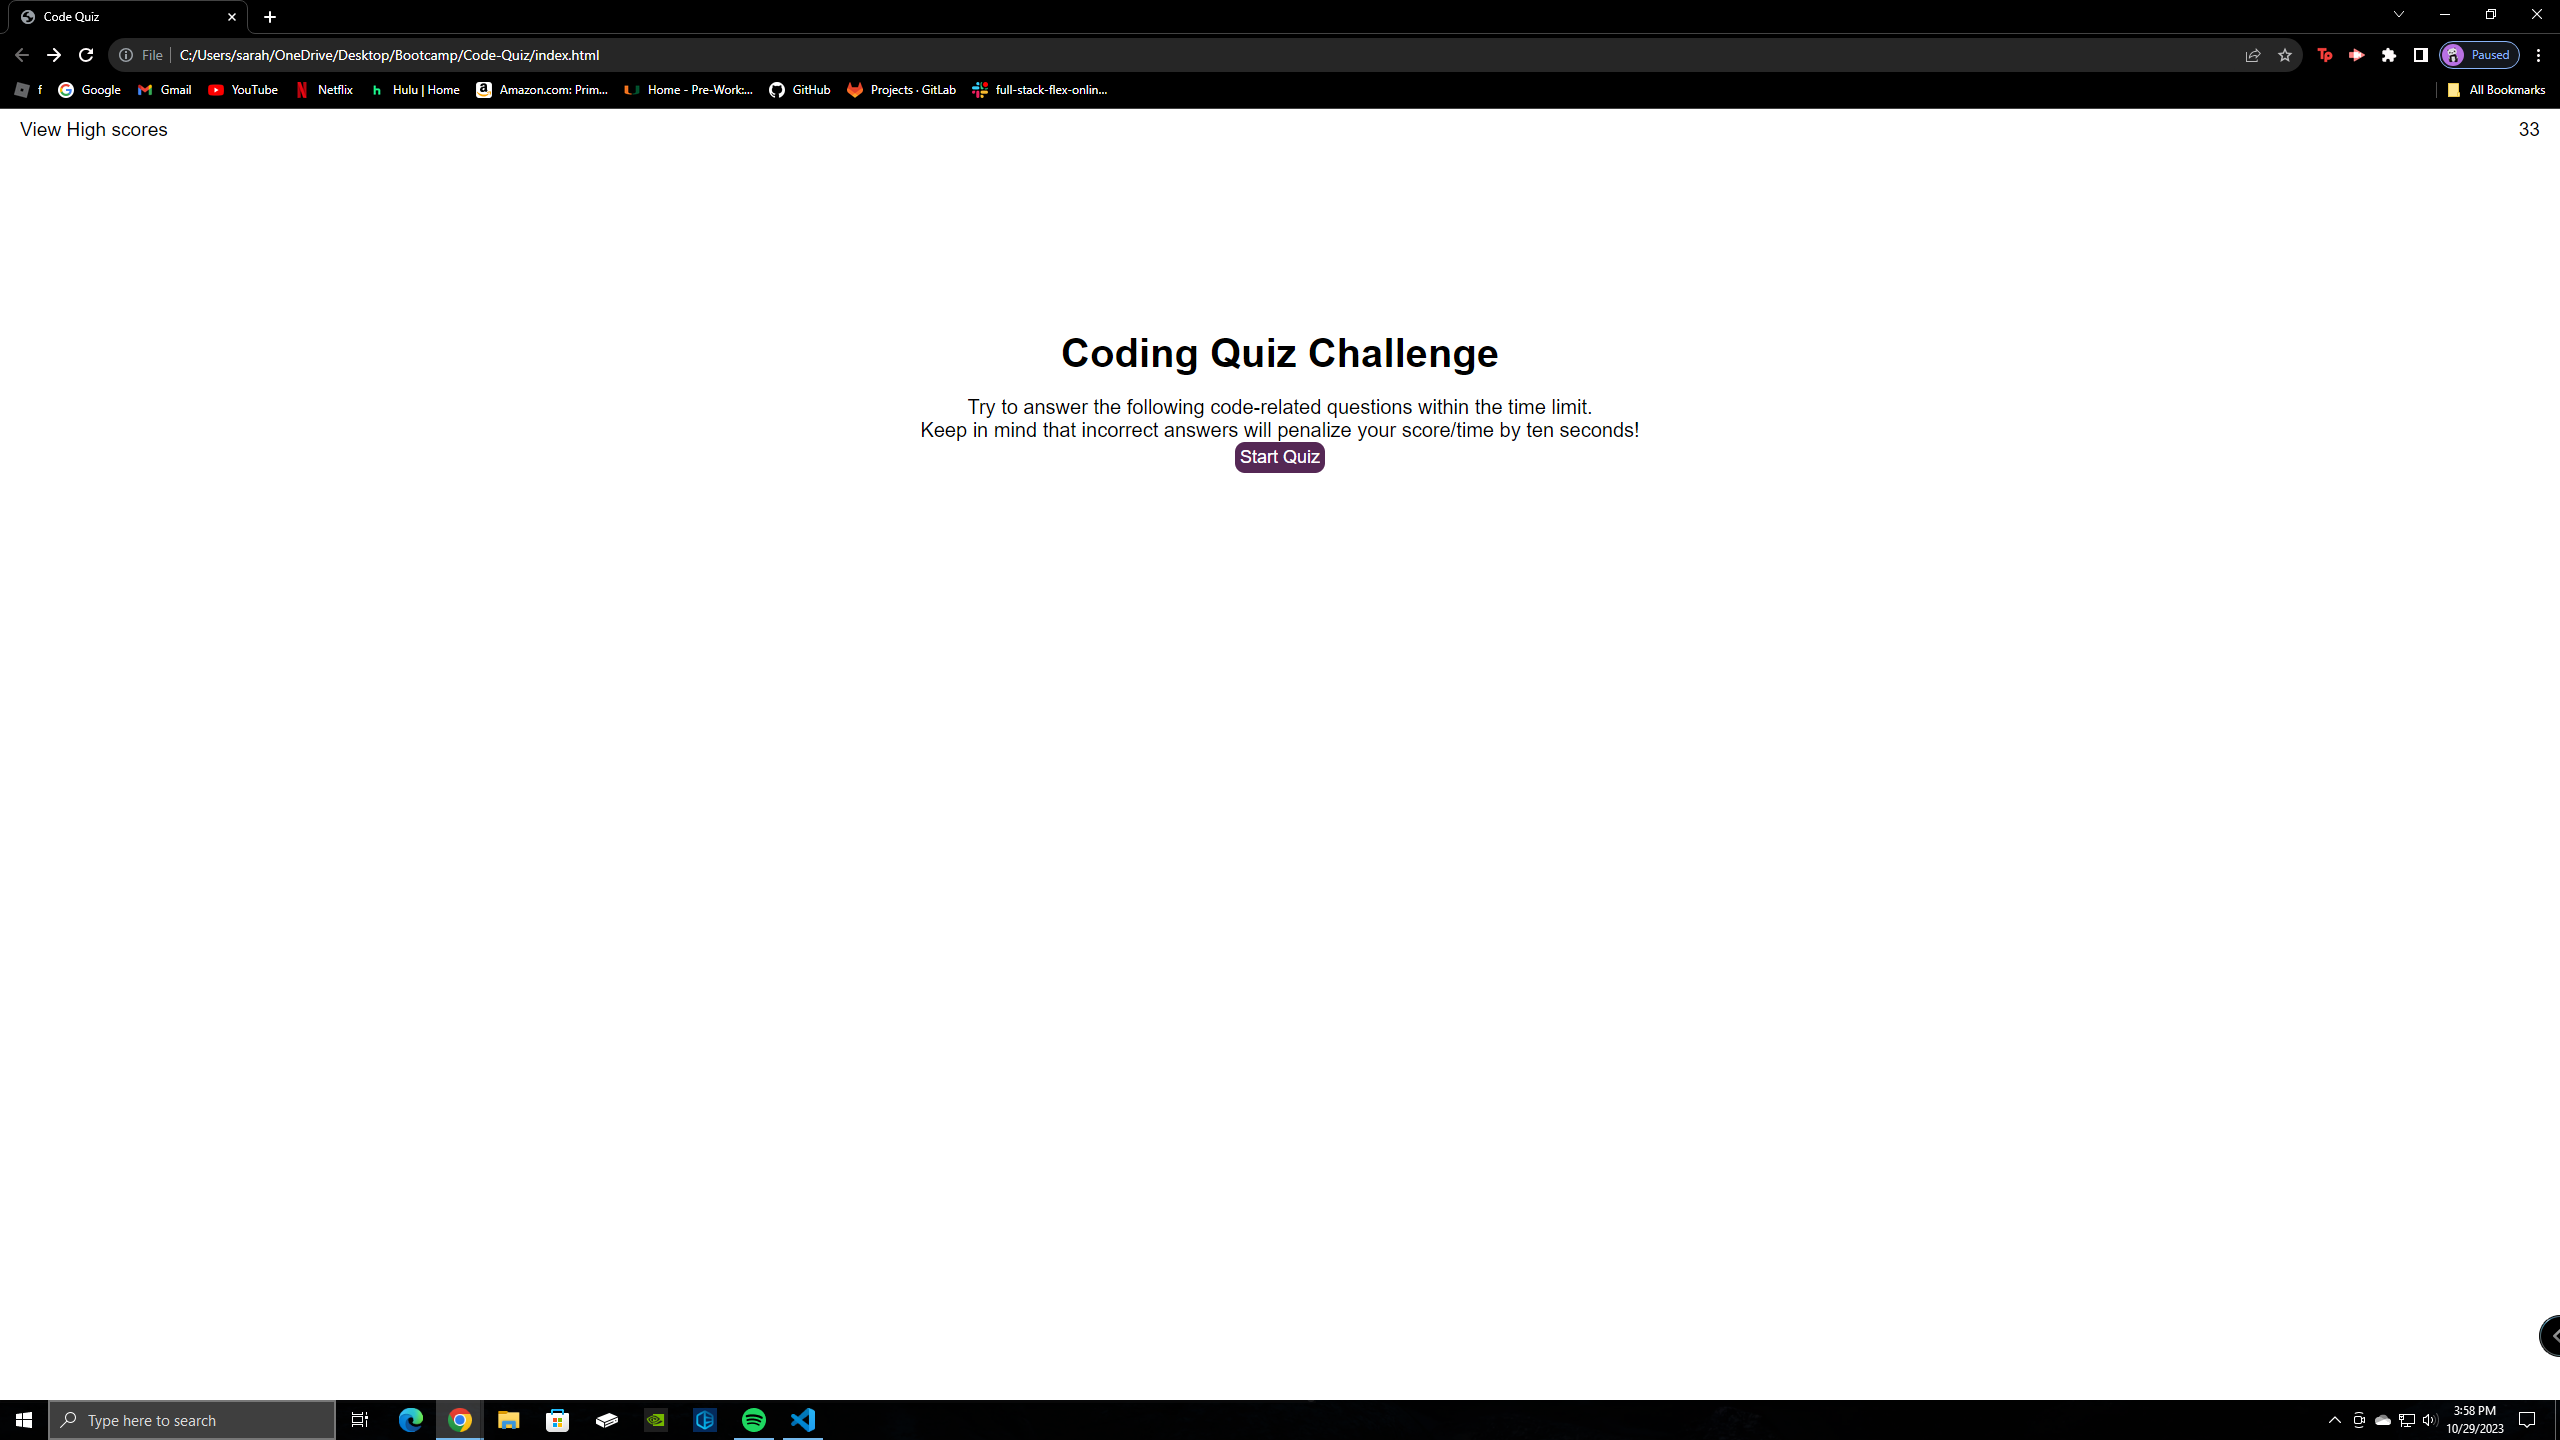 Code Quiz
File C:/Users/sarah/OneDrive/Desktop/Bootcamp/Code-Quiz/index.html Tp Paused
f Google Gmail YouTube Netflix h Hulu | Home Amazon.com: Prim... Home - Pre-Work:... GitHub Projects · GitLab full-stack-flex-onlin... All Bookmarks
View High scores 33
Coding Quiz Challenge
Try to answer the following code-related questions within the time limit.
Keep in mind that incorrect answers will penalize your score/time by ten seconds!
Start Quiz
Type here to search
3:58 PM
10/29/2023